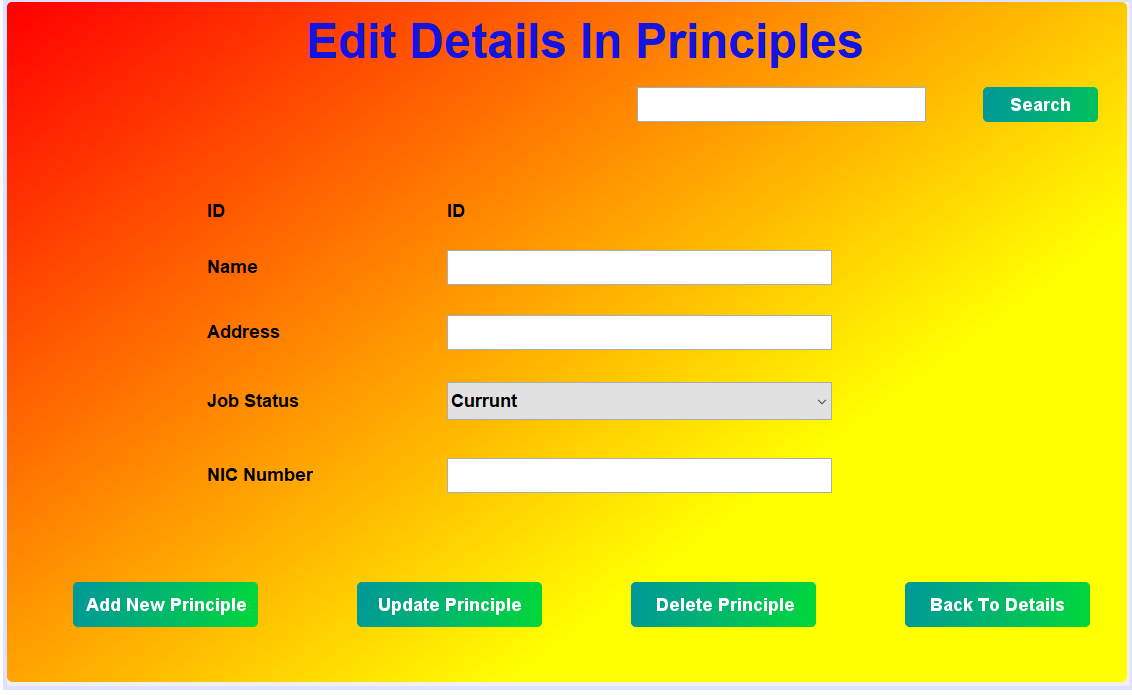 Edit Details In Principles
Search
ID ID
Name
Address
Job Status Currunt
NIC Number
Add New Principle Update Principle Delete Principle Back To Details